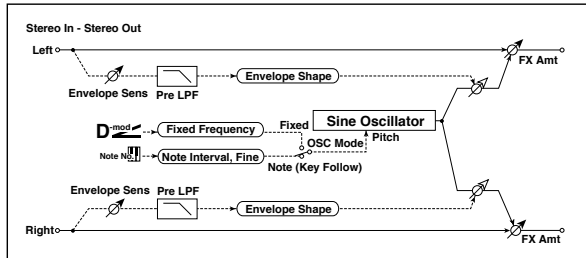 Stereo In - Stereo Out
Left
FX Amt
Envelope Sens
Pre LPF
Envelope Shape
D-mod
Fixed Frequency
Fixed
Sine Oscillator
OSC Mode
Pitch
Note No.
Note Interval, Fine
Note (Key Follow)
Envelope Sens
Pre LPF
Envelope Shape
Right
FX Amt